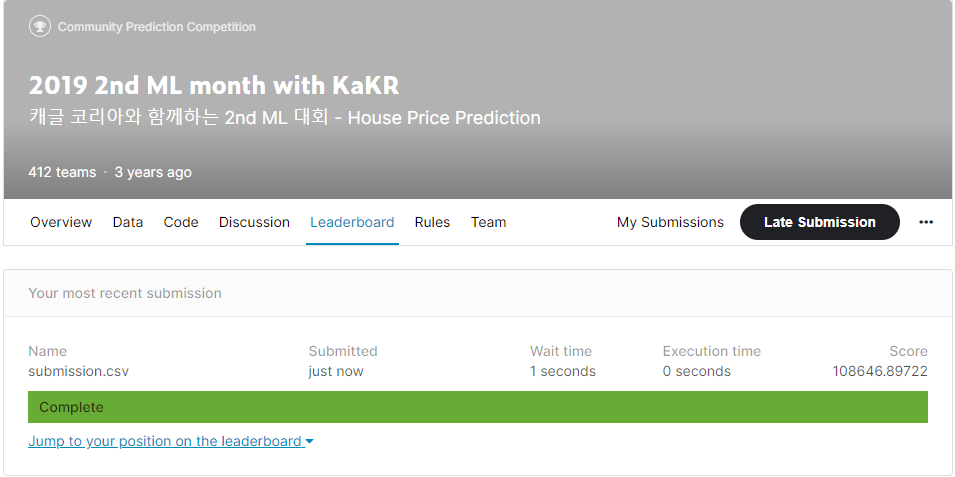 Community Prediction Competition
2019 2nd ML month with KaKR
캐글 코리아와 함께하는 2nd ML 대회 - House Price Prediction
412 teams · 3 years ago
Overview Data Code Discussion Leaderboard Rules Team My Submissions Late Submission ···
Your most recent submission
Name Submitted Wait time Execution time Score
submission.csv just now 1 seconds 0 seconds 108646.89722
Complete
Jump to your position on the leaderboard